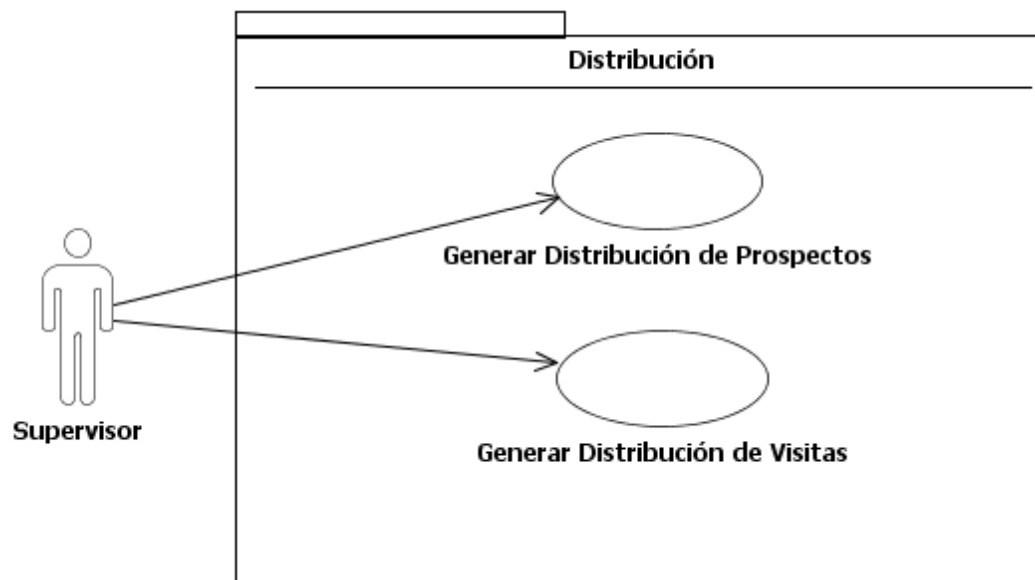 Distribución
Generar Distribución de Prospectos
Supervisor
Generar Distribución de Visitas